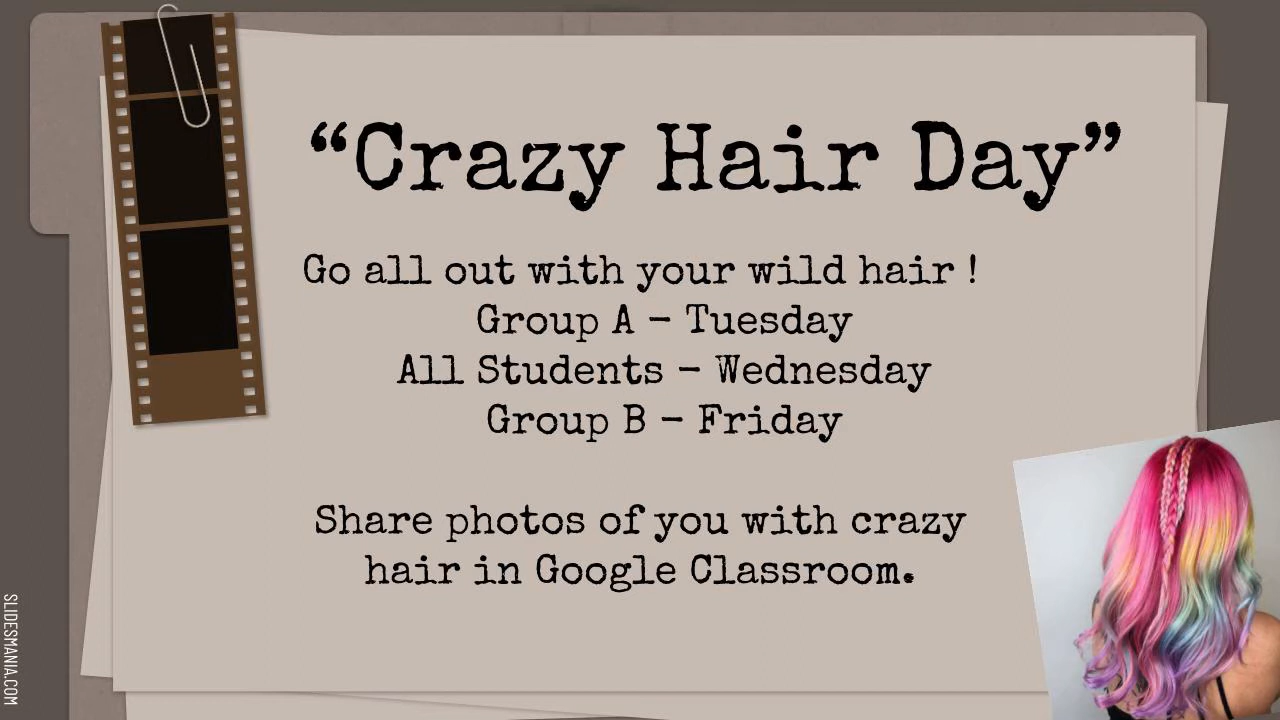 “Crazy Hair Day”
Go all out with your wild hair !
Group A – Tuesday
All Students – Wednesday
Group B – Friday
Share photos of you with crazy
hair in Google Classroom.
SLIDESMANIA.COM